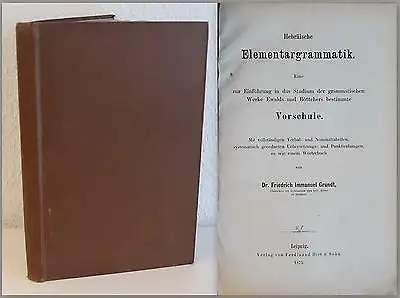 Hebräische
Elementargrammatik.
Eine
zur Einführung in das Studium der grammatischen
Werke Ewalds und Böttchers bestimmte
Vorschule.
Mit vollständigen Verbal- und Nominaltabellen,
systematisch geordneten Uebersetzungs- und Punktirübungen,
so wie einem Wörterbuch
von
Dr. Friedrich Immanuel Grundt,
Leipzig.
Verlag von Ferdinand Hirt & Sohn.